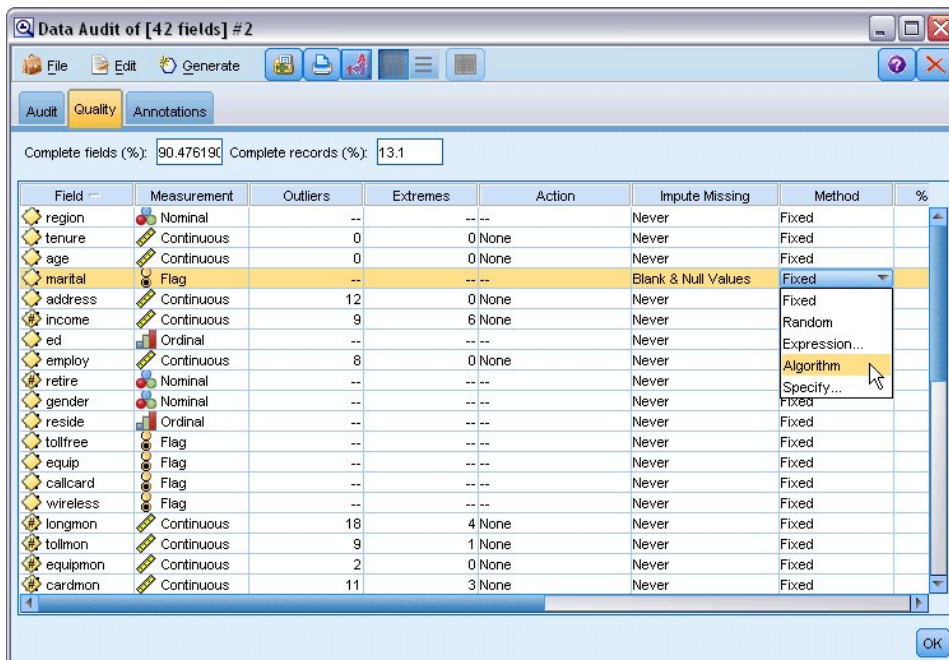 Data Audit of [42 fields] #2
File Edit Generate
Audit Quality Annotations
Complete fields (%): 90.476190 Complete records (%): 13.1
Field Measurement Outliers Extremes Action Impute Missing Method %
region Nominal -- -- -- Never Fixed
tenure Continuous 0 0 None Never Fixed
age Continuous 0 0 None Never Fixed
marital Flag -- -- -- Blank & Null Values Fixed
address Continuous 12 0 None Never Fixed
income Continuous 9 6 None Never Random
ed Ordinal -- -- -- Never Expression...
employ Continuous 8 0 None Never Algorithm
retire Nominal -- -- -- Never Specify...
gender Nominal -- -- -- Never Fixed
reside Ordinal -- -- -- Never Fixed
tollfree Flag -- -- -- Never Fixed
equip Flag -- -- -- Never Fixed
callcard Flag -- -- -- Never Fixed
wireless Flag -- -- -- Never Fixed
longmon Continuous 18 4 None Never Fixed
tollmon Continuous 9 1 None Never Fixed
equipmon Continuous 2 0 None Never Fixed
cardmon Continuous 11 3 None Never Fixed
OK